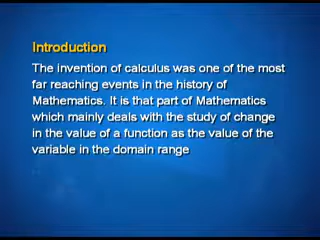 Introduction
The invention of calculus was one of the most
far reaching events in the history of
Mathematics. It is that part of Mathematics
which mainly deals with the study of change
in the value of a function as the value of the
variable in the domain range